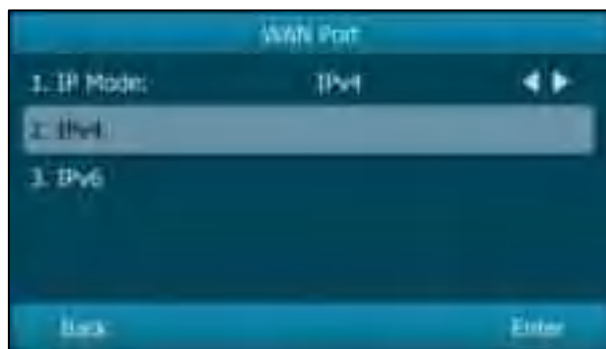 WAN Port
1. IP Mode: IPv4
2. IPv4
3. IPv6
Back Enter